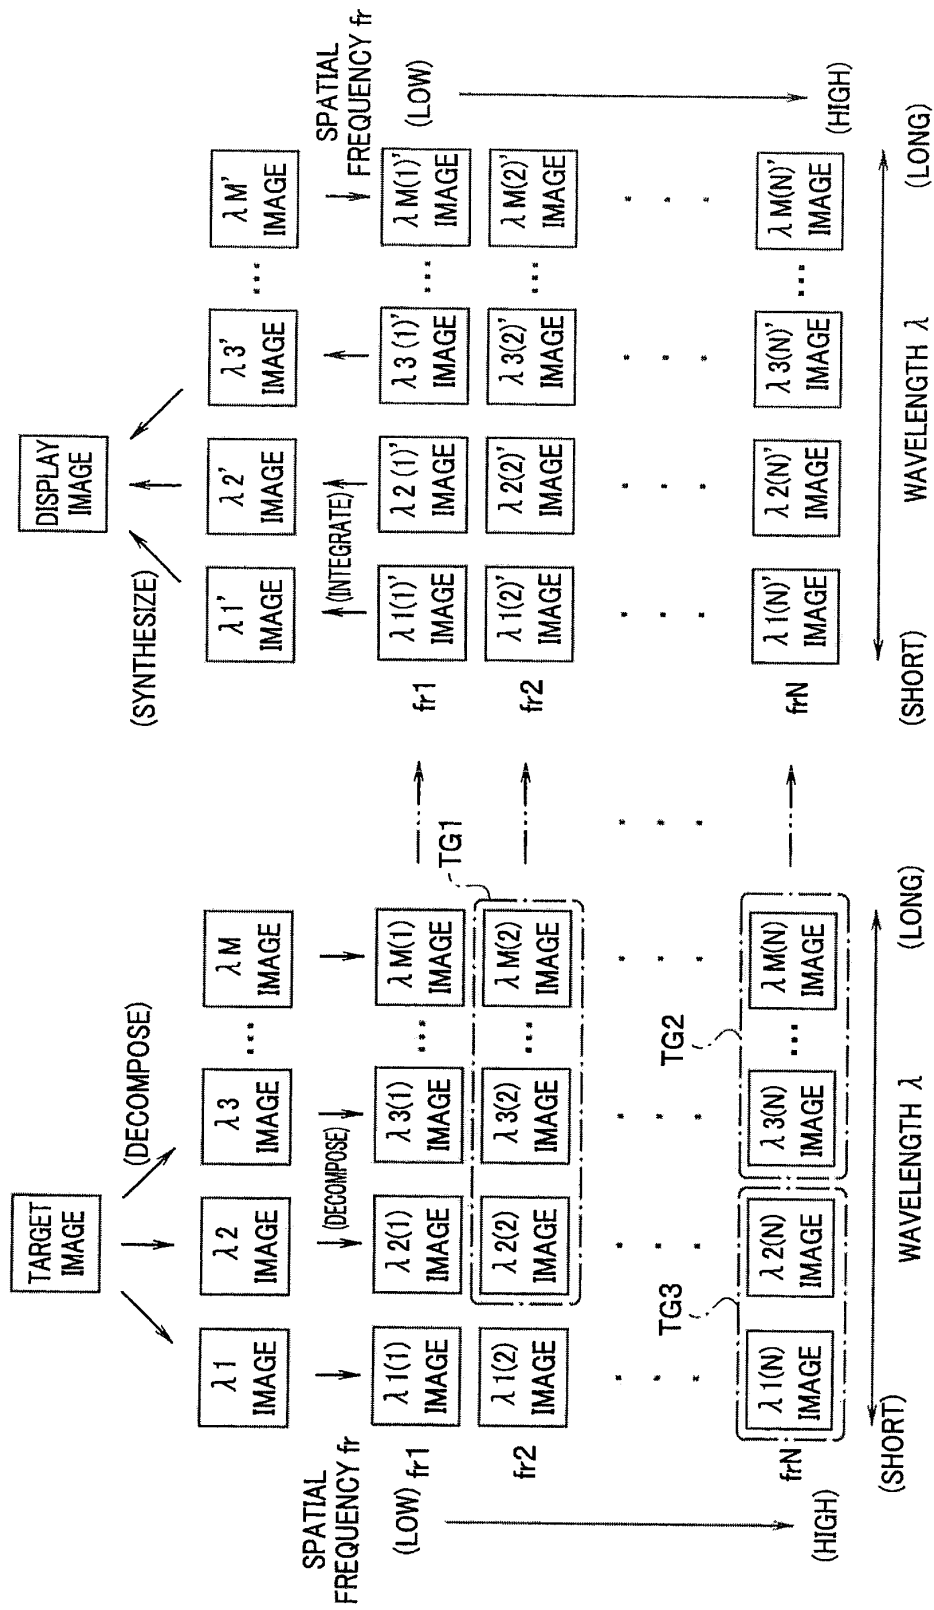 TARGET
IMAGE
(DECOMPOSE)
λ1
IMAGE
λ2
IMAGE
λ3
IMAGE
λM
IMAGE
SPATIAL
FREQUENCY fr
(DECOMPOSE)
(LOW)
fr1
λ1(1)
IMAGE
λ2(1)
IMAGE
λ3(1)
IMAGE
λM(1)
IMAGE
TG1
fr2
λ1(2)
IMAGE
λ2(2)
IMAGE
λ3(2)
IMAGE
λM(2)
IMAGE
TG3
TG2
frN
λ1(N)
IMAGE
λ2(N)
IMAGE
λ3(N)
IMAGE
λM(N)
IMAGE
(HIGH)
(SHORT)
WAVELENGTH λ
(LONG)
DISPLAY
IMAGE
(SYNTHESIZE)
λ1'
IMAGE
λ2'
IMAGE
λ3'
IMAGE
λM'
IMAGE
(INTEGRATE)
SPATIAL
FREQUENCY fr
fr1
λ1(1)'
IMAGE
λ2(1)'
IMAGE
λ3(1)'
IMAGE
λM(1)'
IMAGE
(LOW)
fr2
λ1(2)'
IMAGE
λ2(2)'
IMAGE
λ3(2)'
IMAGE
λM(2)'
IMAGE
frN
λ1(N)'
IMAGE
λ2(N)'
IMAGE
λ3(N)'
IMAGE
λM(N)'
IMAGE
(HIGH)
(SHORT)
WAVELENGTH λ
(LONG)